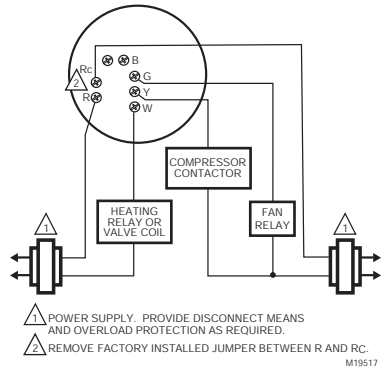 B
Rc
G
2
R
Y
W
COMPRESSOR
CONTACTOR
HEATING
RELAY OR
VALVE COIL
FAN
RELAY
1
1
1 POWER SUPPLY. PROVIDE DISCONNECT MEANS
AND OVERLOAD PROTECTION AS REQUIRED.
2 REMOVE FACTORY INSTALLED JUMPER BETWEEN R AND RC.
M19517